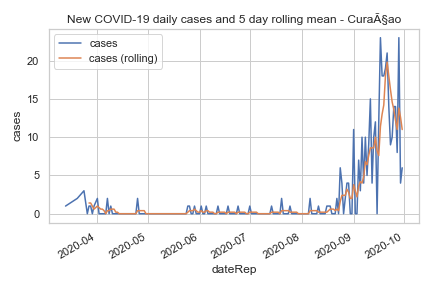 New COVID-19 daily cases and 5 day rolling mean - CuraÃ§ao
cases
cases (rolling)
cases
20
15
10
5
0
2020-04
2020-05
2020-06
2020-07
2020-08
2020-09
2020-10
dateRep